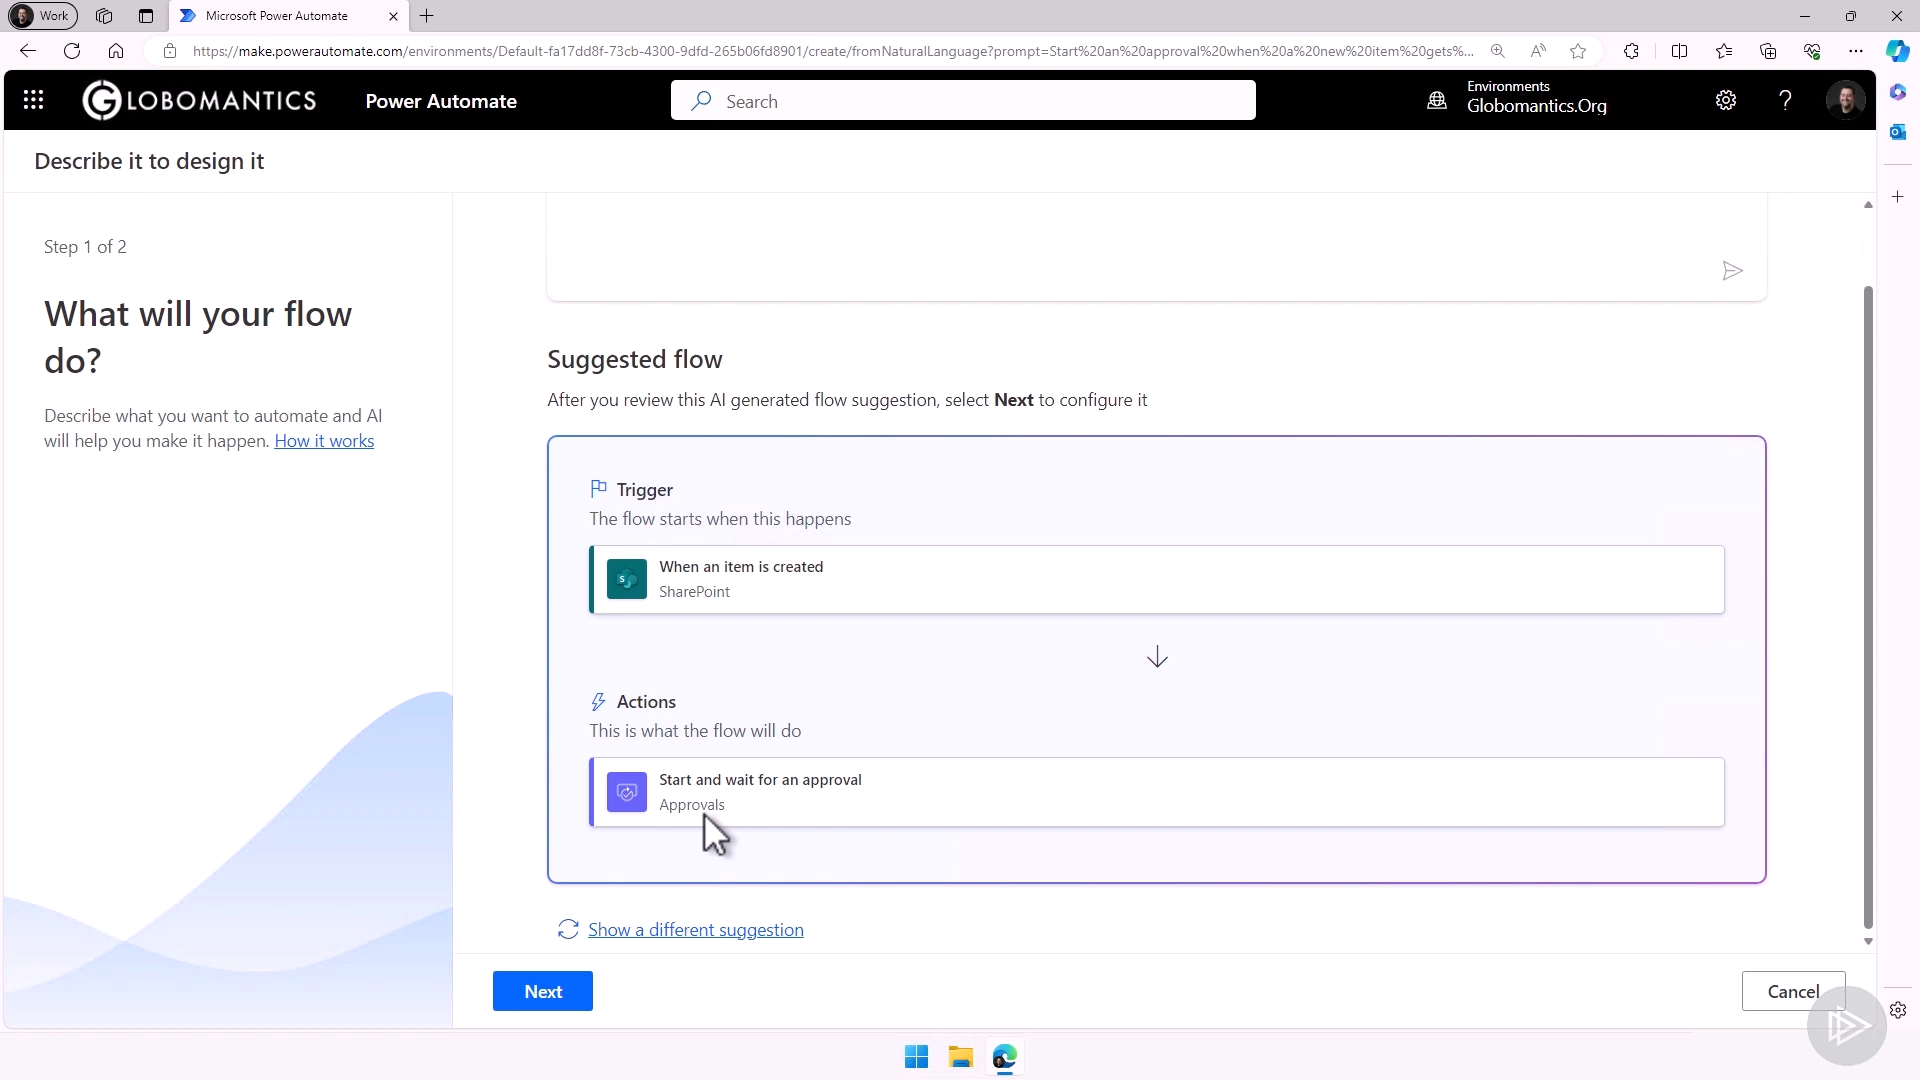 Work
Microsoft Power Automate
https://make.powerautomate.com/environments/Default-fa17dd8f-73cb-4300-9dfd-265b06fd8901/create/fromNaturalLanguage?prompt=Start%20an%20approval%20when%20a%20new%20item%20gets%...
GLOBOMANTICS
Power Automate
Search
Environments
Globomantics.Org
Describe it to design it
Step 1 of 2
What will your flow
do?
Describe what you want to automate and AI
will help you make it happen. How it works
Suggested flow
After you review this AI generated flow suggestion, select Next to configure it
Trigger
The flow starts when this happens
When an item is created
SharePoint
Actions
This is what the flow will do
Start and wait for an approval
Approvals
Show a different suggestion
Next
Cancel